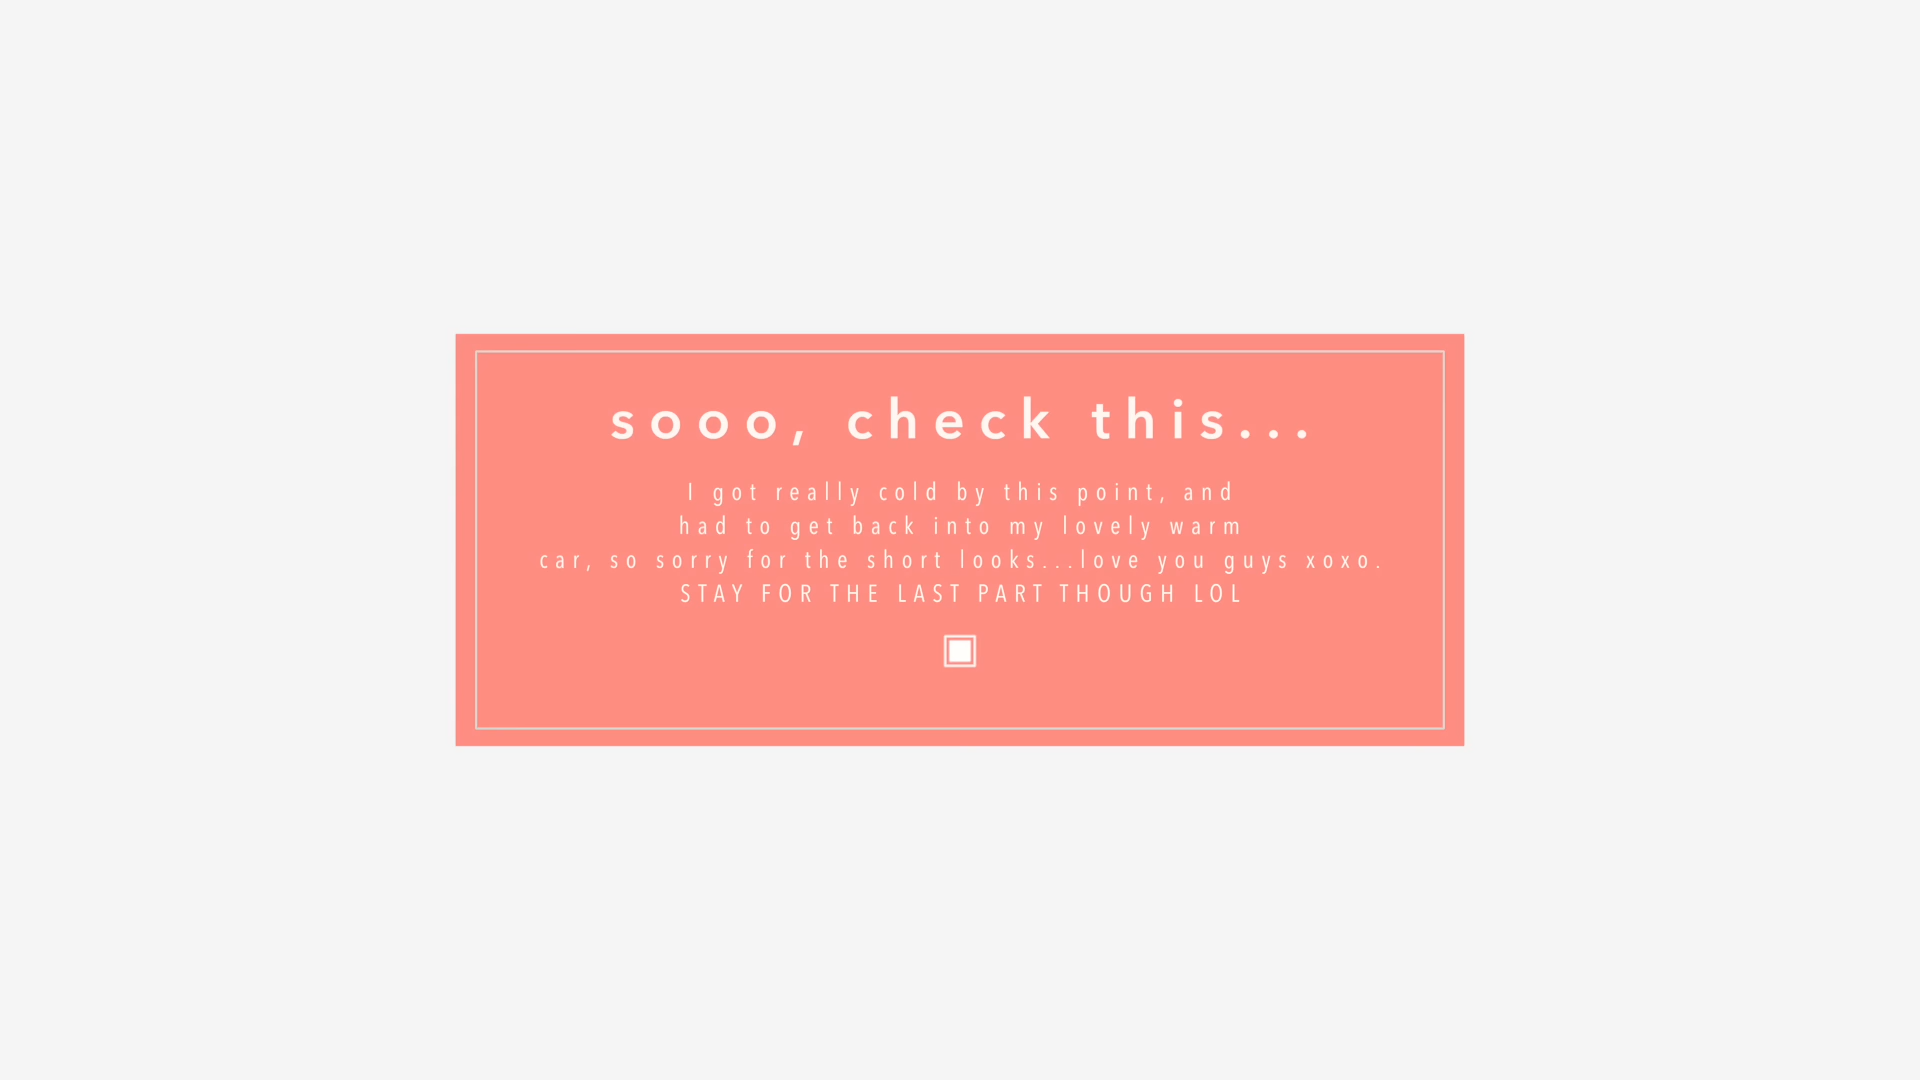 sooo, check this...
I got really cold by this point, and
had to get back into my lovely warm
car, so sorry for the short looks...love you guys xoxo.
STAY FOR THE LAST PART THOUGH LOL